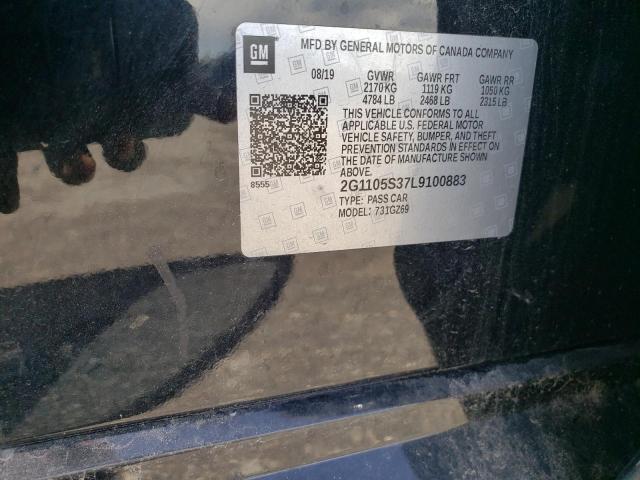 GM
MFD BY GENERAL MOTORS OF CANADA COMPANY
08/19 GVWR GAWR FRT GAWR RR
2170 KG 1119 KG 1050 KG
4784 LB 2468 LB 2315 LB
THIS VEHICLE CONFORMS TO ALL
APPLICABLE U.S. FEDERAL MOTOR
VEHICLE SAFETY, BUMPER, AND THEFT
PREVENTION STANDARDS IN EFFECT ON
THE DATE OF MANUFACTURE SHOWN
ABOVE.
8555
2G1105S37L9100883
TYPE: PASS CAR
MODEL: 731GZ69